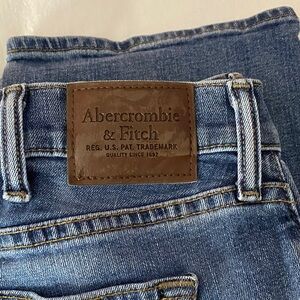 Abercrombie
& Fitch
REG. U.S. PAT. TRADEMARK
QUALITY SINCE 1892